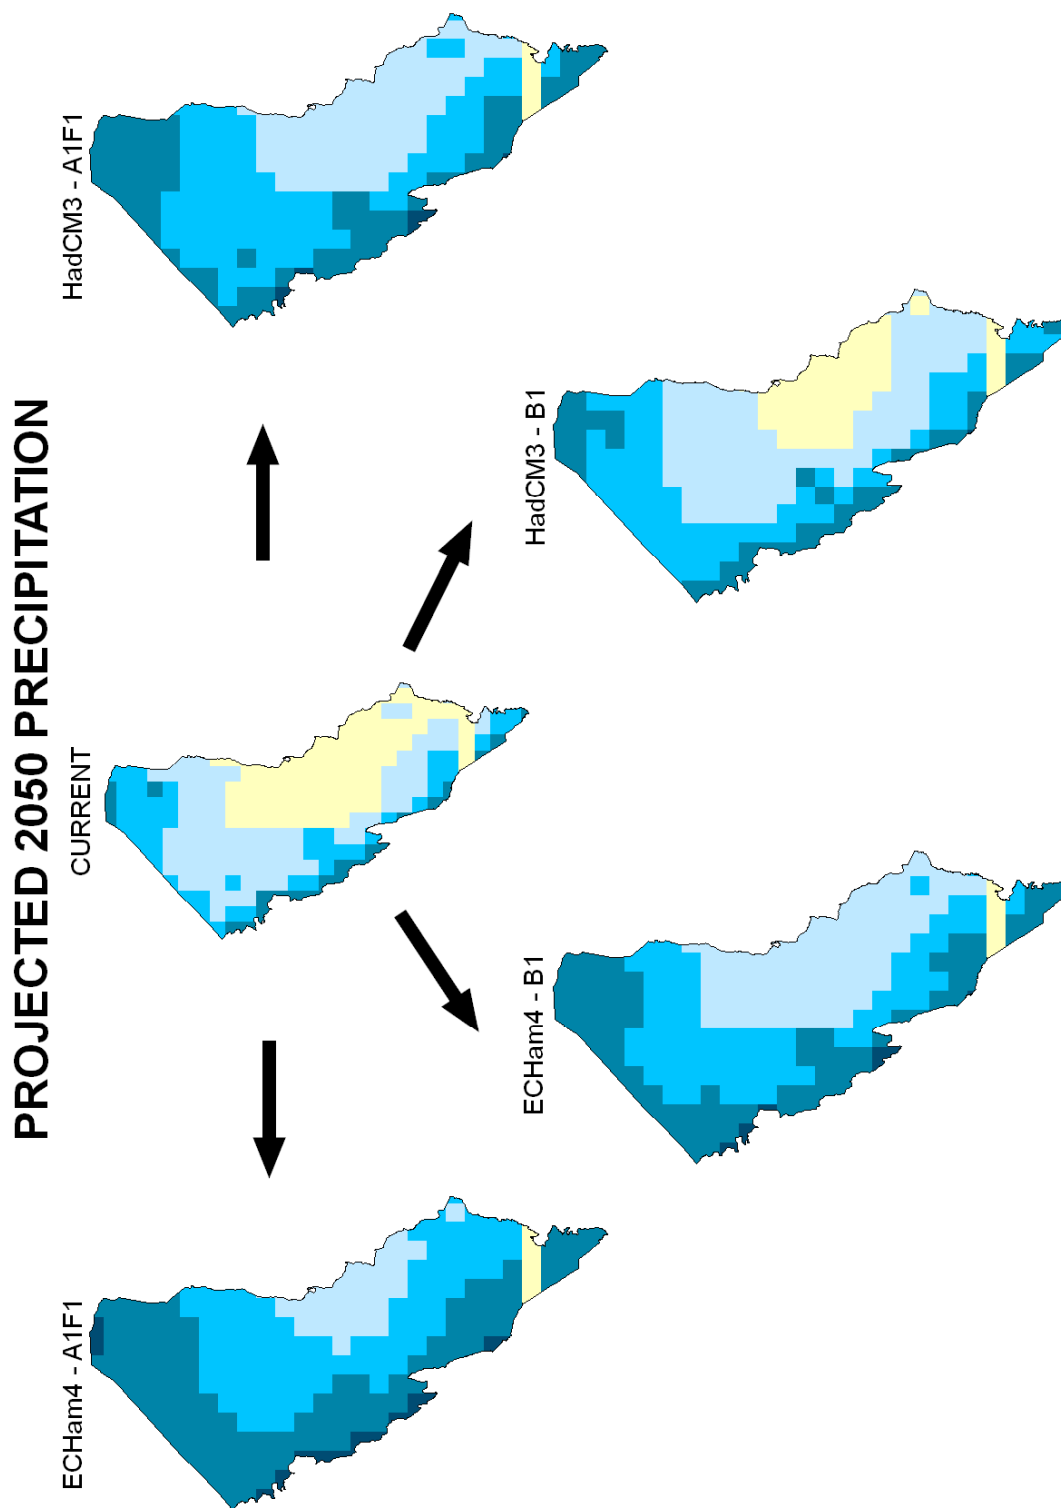 PROJECTED 2050 PRECIPITATION
ECHam4 - A1F1
CURRENT
HadCM3 - A1F1
ECHam4 - B1
HadCM3 - B1